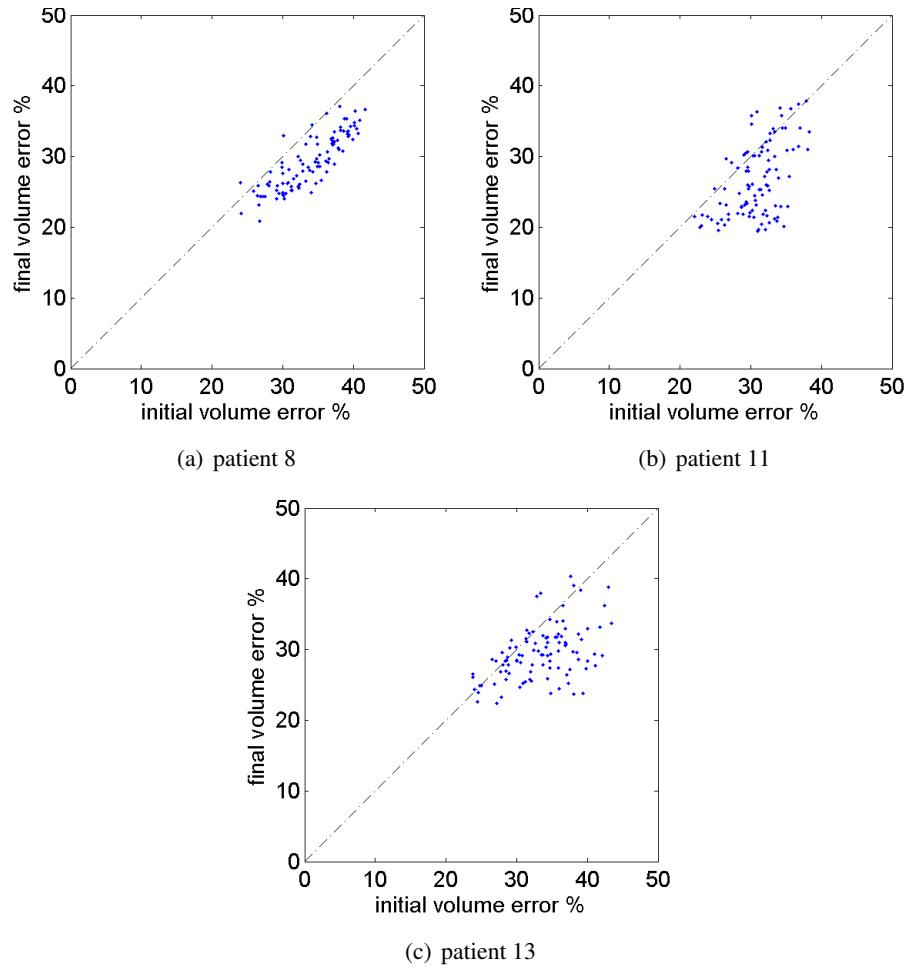 50
40
30
20
10
0
final volume error %
0 10 20 30 40 50
initial volume error %
(a) patient 8
50
40
30
20
10
0
final volume error %
0 10 20 30 40 50
initial volume error %
(b) patient 11
50
40
30
20
10
0
final volume error %
0 10 20 30 40 50
initial volume error %
(c) patient 13